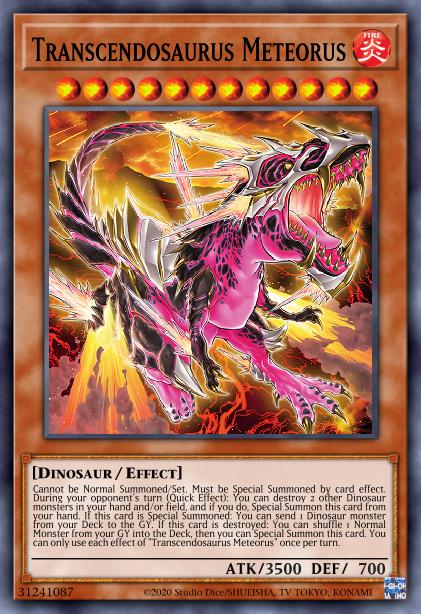 TRANSCENDOSAURUS METEORUS
FIRE
炎
[DINOSAUR / EFFECT]
Cannot be Normal Summoned/Set. Must be Special Summoned by card effect.
During your opponent's turn (Quick Effect): You can destroy 2 other Dinosaur
monsters in your hand and/or field, and if you do, Special Summon this card
from your hand. If this card is Special Summoned: You can send 1 Dinosaur monster
from your Deck to the GY. If this card is destroyed: You can shuffle 1 Normal
Monster from your GY into the Deck, then you can Special Summon this card. You
can only use each effect of "Transcendosaurus Meteorus" once per turn.
ATK/3500 DEF/ 700
31241087
©2020 Studio Dice/SHUEISHA, TV TOKYO, KONAMI